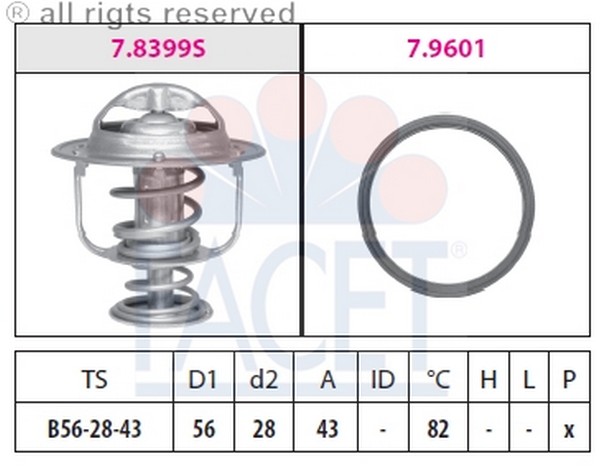 ® all rigts reserved
7.8399S 7.9601
FACET®
TS D1 d2 A ID °C H L P
B56-28-43 56 28 43 - 82 - - x